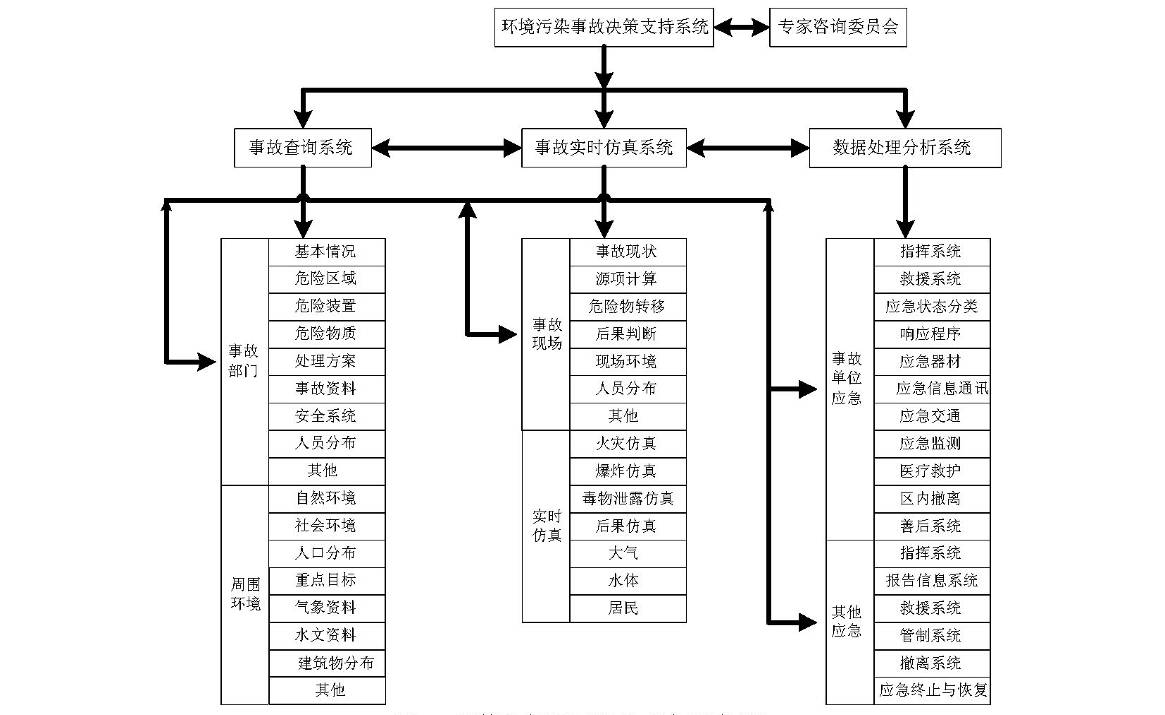 环境污染事故决策支持系统
专家咨询委员会
事故查询系统
事故实时仿真系统
数据处理分析系统
事故
部门
基本情况
危险区域
危险装置
危险物质
处理方案
事故资料
安全系统
人员分布
其他
周围
环境
自然环境
社会环境
人口分布
重点目标
气象资料
水文资料
建筑物分布
其他
事故
现场
事故现状
源项计算
危险物转移
后果判断
现场环境
人员分布
其他
实时
仿真
火灾仿真
爆炸仿真
毒物泄露仿真
后果仿真
大气
水体
居民
事故
单位
应急
指挥系统
救援系统
应急状态分类
响应程序
应急器材
应急信息通讯
应急交通
应急监测
医疗救护
区内撤离
善后系统
其他
应急
指挥系统
报告信息系统
救援系统
管制系统
撤离系统
应急终止与恢复